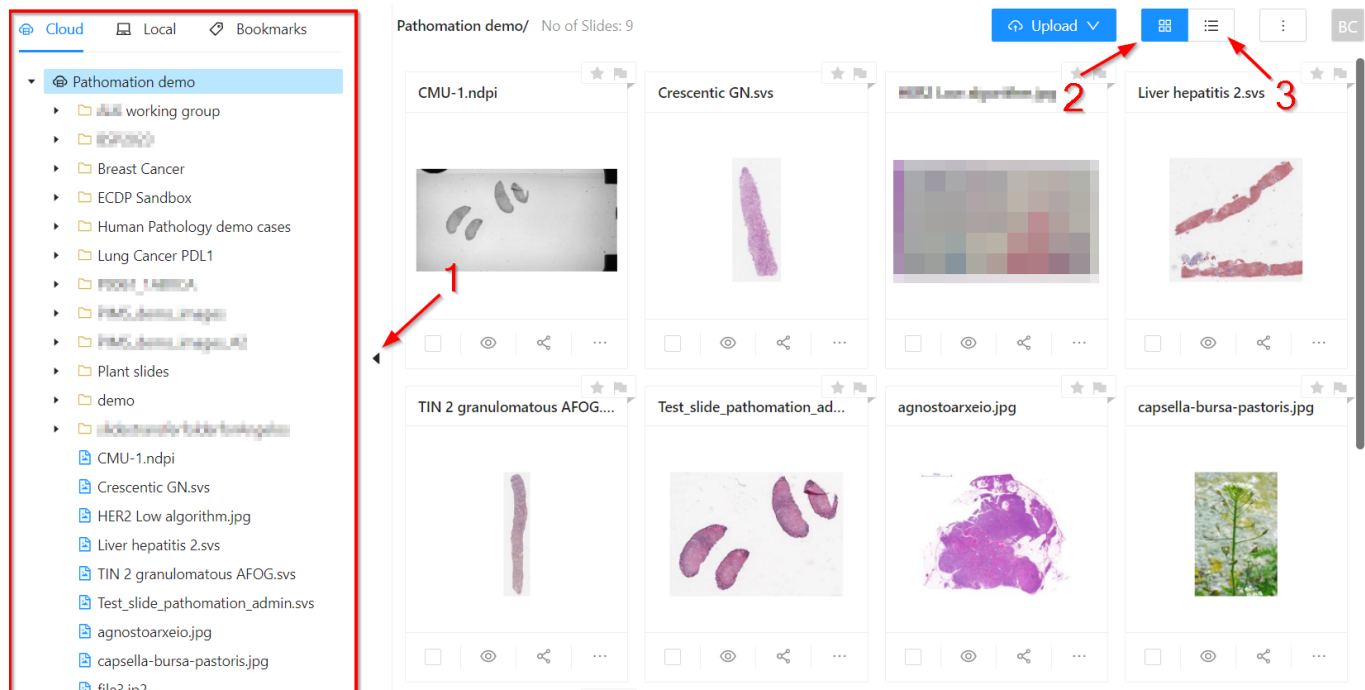 Cloud Local Bookmarks
Pathomation demo
working group
Breast Cancer
ECDP Sandbox
Human Pathology demo cases
Lung Cancer PDL1
Plant slides
demo
CMU-1.ndpi
Crescentic GN.svs
HER2 Low algorithm.jpg
Liver hepatitis 2.svs
TIN 2 granulomatous AFOG.svs
Test_slide_pathomation_admin.svs
agnostoarxeio.jpg
capsella-bursa-pastoris.jpg
file3.jp2
Pathomation demo/ No of Slides: 9 Upload BC
CMU-1.ndpi Crescentic GN.svs 2 Liver hepatitis 2.svs 3
1
TIN 2 granulomatous AFOG.... Test_slide_pathomation_ad... agnostoarxeio.jpg capsella-bursa-pastoris.jpg